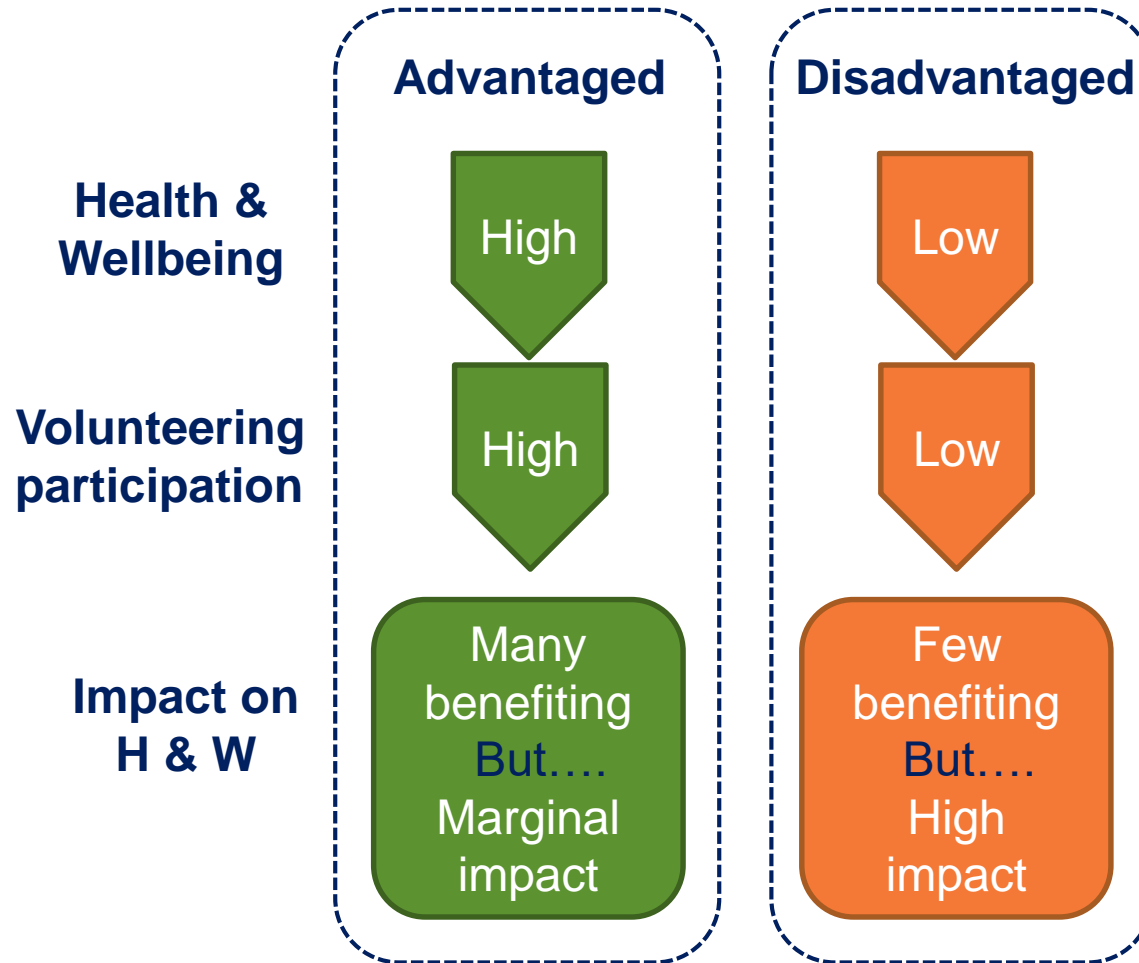 Advantaged
Disadvantaged
Health &
Wellbeing
High
Low
Volunteering
participation
High
Low
Impact on
H & W
Many
benefiting
But....
Marginal
impact
Few
benefiting
But....
High
impact